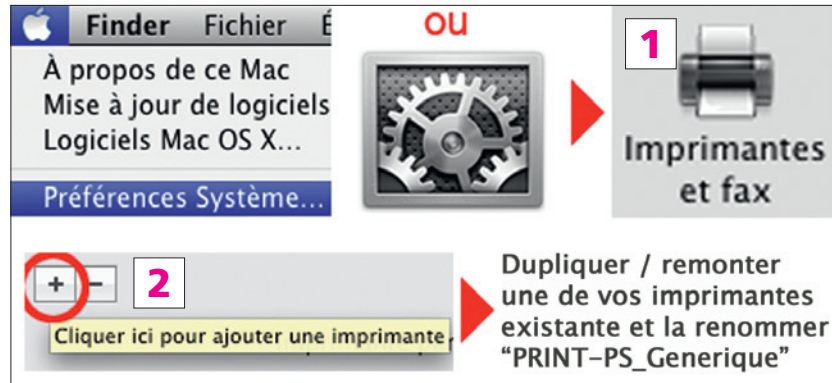 Finder Fichier É
À propos de ce Mac
Mise à jour de logiciels
Logiciels Mac OS X...
Préférences Système...
ou
1
Imprimantes
et fax
+ −
2
Cliquer ici pour ajouter une imprimante
Dupliquer / remonter
une de vos imprimantes
existante et la renommer
“PRINT-PS_Generique”